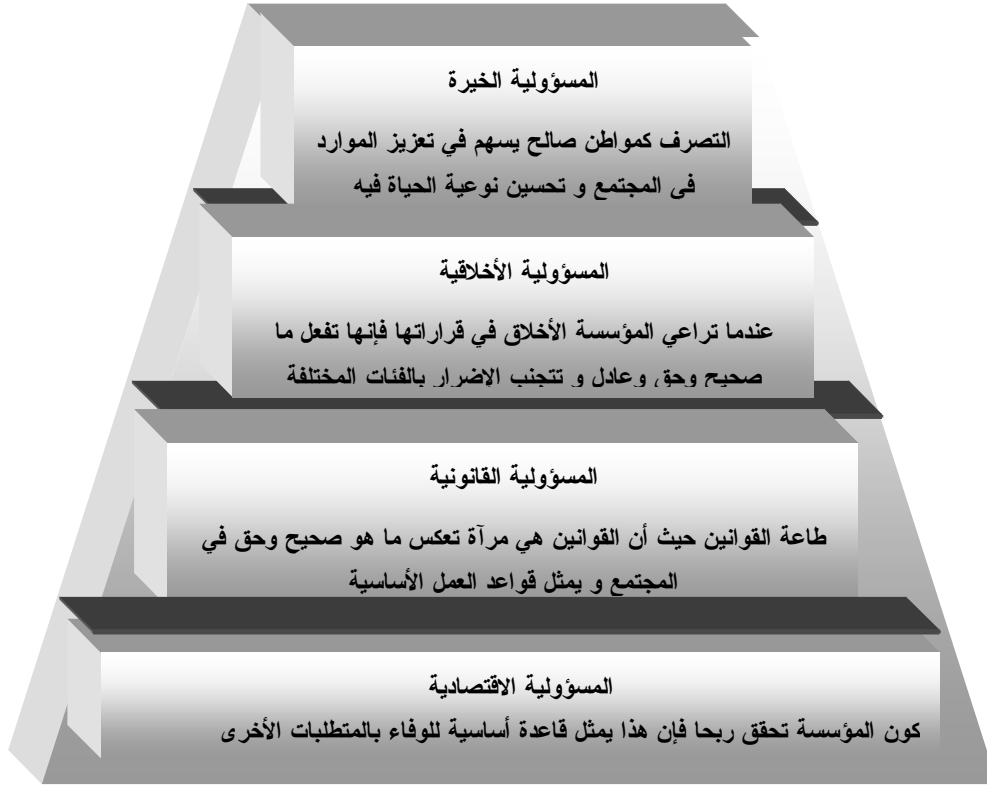 المسؤولية الخيرة
التصرف كمواطن صالح يسهم في تعزيز الموارد
في المجتمع و تحسين نوعية الحياة فيه
المسؤولية الأخلاقية
عندما تراعي المؤسسة الأخلاق في قراراتها فإنها تفعل ما
صحيح وحق وعادل و تتجنب الاضرار بالفئات المختلفة
المسؤولية القانونية
طاعة القوانين حيث أن القوانين هي مرآة تعكس ما هو صحيح وحق في
المجتمع و يمثل قواعد العمل الأساسية
المسؤولية الاقتصادية
كون المؤسسة تحقق ربحا فإن هذا يمثل قاعدة أساسية للوفاء بالمتطلبات الأخرى